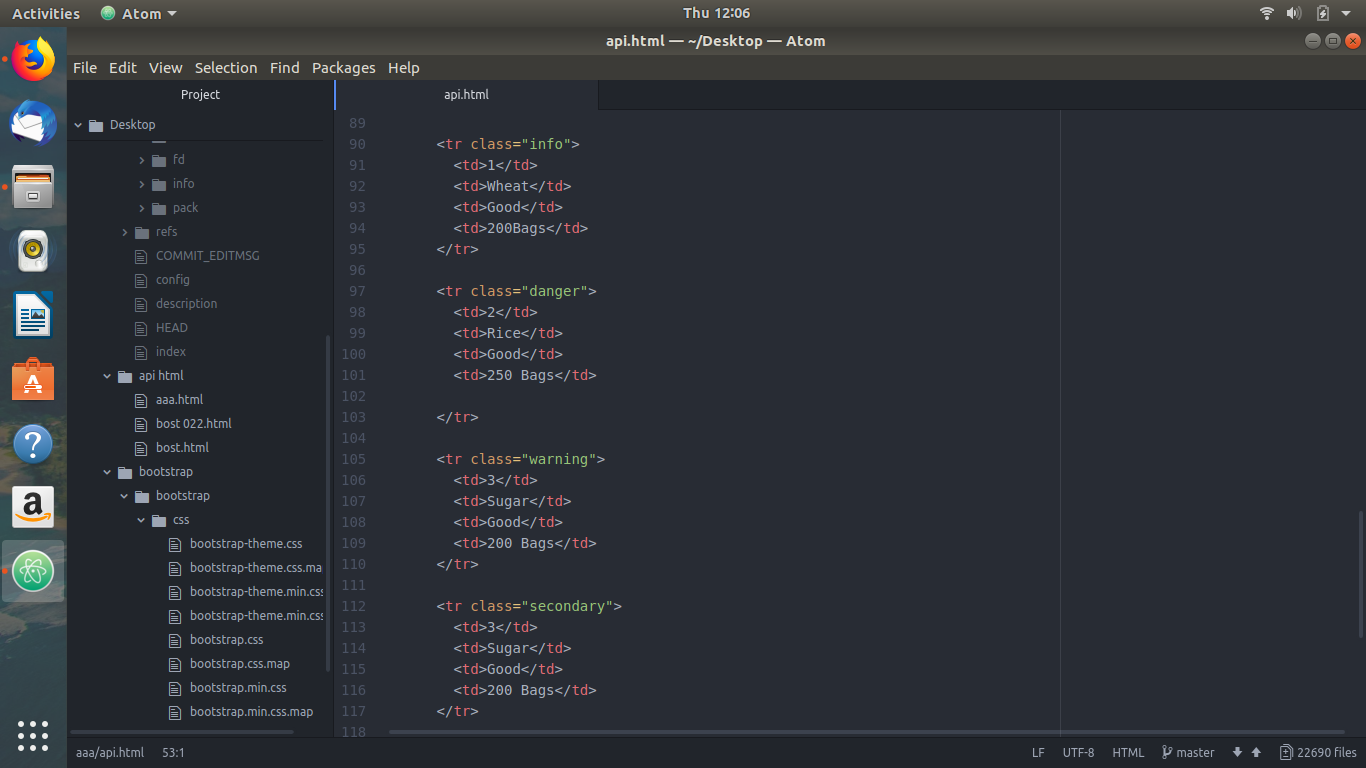 Activities
Atom
Thu 12:06
api.html — ~/Desktop — Atom
File Edit View Selection Find Packages Help
Project
api.html
Desktop
fd
info
pack
refs
COMMIT_EDITMSG
config
description
HEAD
index
api html
aaa.html
bost 022.html
bost.html
bootstrap
bootstrap
css
bootstrap-theme.css
bootstrap-theme.css.ma
bootstrap-theme.min.css
bootstrap-theme.min.css
bootstrap.css
bootstrap.css.map
bootstrap.min.css
bootstrap.min.css.map
89
90 <tr class="info">
91 <td>1</td>
92 <td>Wheat</td>
93 <td>Good</td>
94 <td>200Bags</td>
95 </tr>
96
97 <tr class="danger">
98 <td>2</td>
99 <td>Rice</td>
100 <td>Good</td>
101 <td>250 Bags</td>
102
103 </tr>
104
105 <tr class="warning">
106 <td>3</td>
107 <td>Sugar</td>
108 <td>Good</td>
109 <td>200 Bags</td>
110 </tr>
111
112 <tr class="secondary">
113 <td>3</td>
114 <td>Sugar</td>
115 <td>Good</td>
116 <td>200 Bags</td>
117 </tr>
118
aaa/api.html 53:1
LF UTF-8 HTML master 22690 files